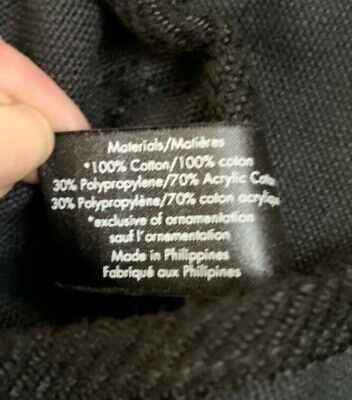 Materials/Matières
*100% Cotton/100% coton
30% Polypropylene/70% Acrylic
30% Polypropylène/70% coton
*exclusive of ornamentation
sauf l'ornementation
Made in Philippines
Fabriqué aux Philipines